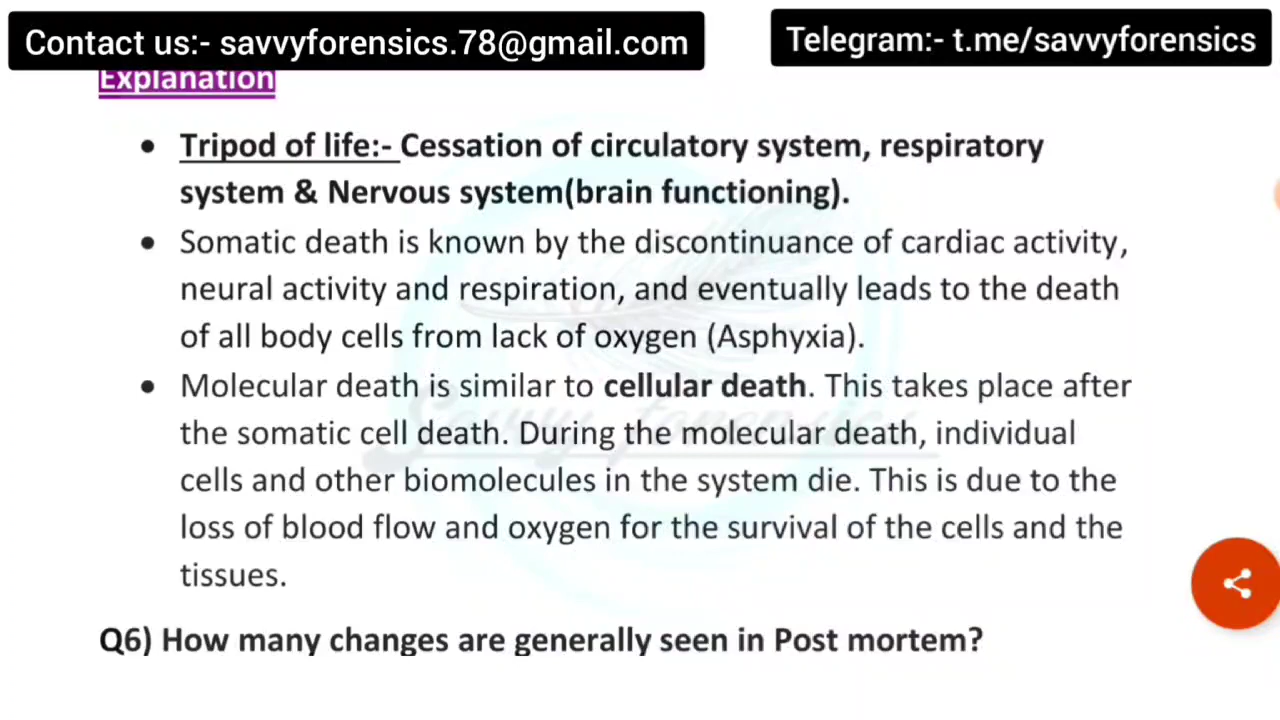 Contact us:- savvyforensics.78@gmail.com
Telegram:- t.me/savvyforensics
Explanation
• Tripod of life:- Cessation of circulatory system, respiratory
system & Nervous system(brain functioning).
• Somatic death is known by the discontinuance of cardiac activity,
neural activity and respiration, and eventually leads to the death
of all body cells from lack of oxygen (Asphyxia).
• Molecular death is similar to cellular death. This takes place after
the somatic cell death. During the molecular death, individual
cells and other biomolecules in the system die. This is due to the
loss of blood flow and oxygen for the survival of the cells and the
tissues.
Savvy forensics
Q6) How many changes are generally seen in Post mortem?